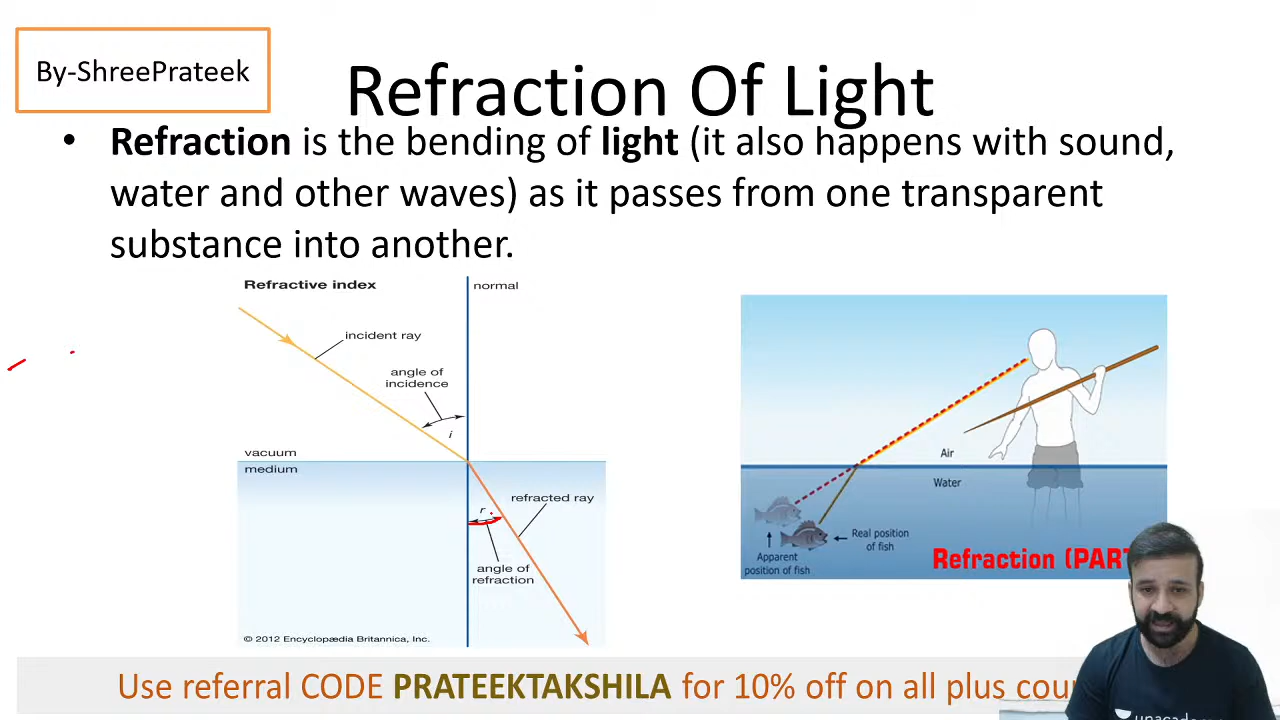 By-ShreePrateek
Refraction Of Light
• Refraction is the bending of light (it also happens with sound,
water and other waves) as it passes from one transparent
substance into another.
Refractive index
normal
incident ray
angle of
incidence
i
vacuum
medium
refracted ray
r
angle of
refraction
© 2012 Encyclopædia Britannica, Inc.
Air
Water
Real position
of fish
Apparent
position of fish
Refraction (PART
Use referral CODE PRATEEKTAKSHILA for 10% off on all plus